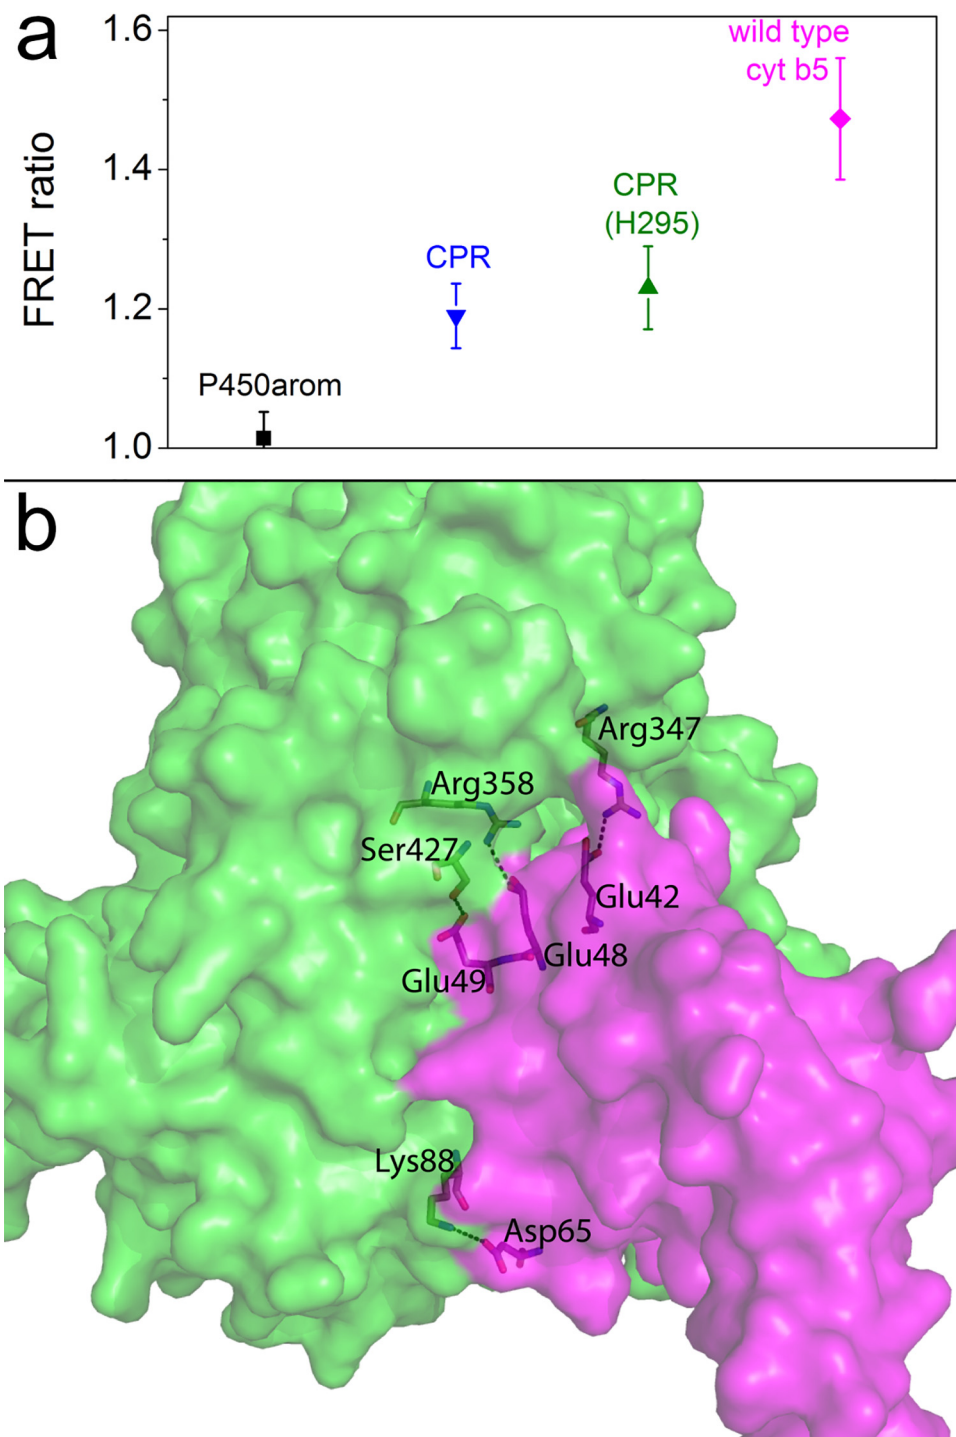 a
FRET ratio
1.6
1.4
1.2
1.0
wild type
cyt b5
CPR
(H295)
CPR
P450arom
b
Arg347
Arg358
Ser427
Glu42
Glu48
Glu49
Lys88
Asp65